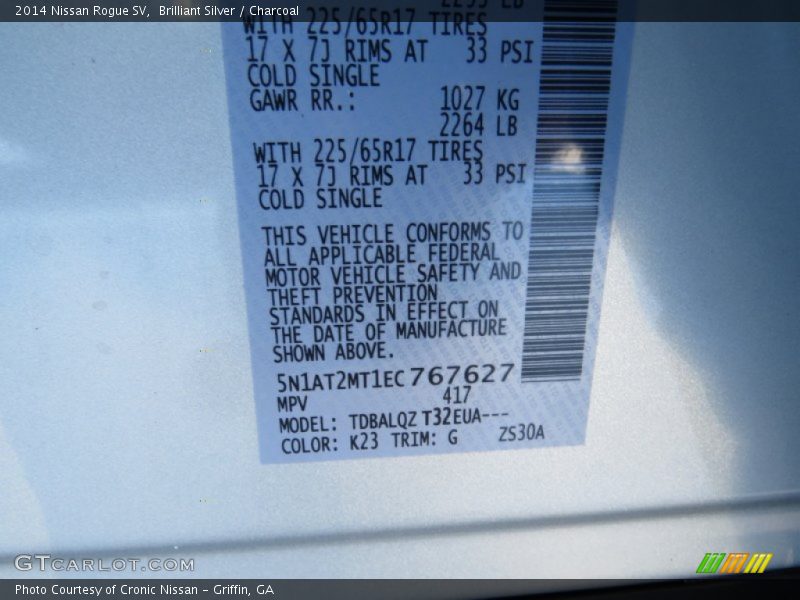 2014 Nissan Rogue SV, Brilliant Silver / Charcoal
WITH 225/65R17 TIRES
17 X 7J RIMS AT 33 PSI
COLD SINGLE
GAWR RR.: 1027 KG
2264 LB
WITH 225/65R17 TIRES
17 X 7J RIMS AT 33 PSI
COLD SINGLE
THIS VEHICLE CONFORMS TO
ALL APPLICABLE FEDERAL
MOTOR VEHICLE SAFETY AND
THEFT PREVENTION
STANDARDS IN EFFECT ON
THE DATE OF MANUFACTURE
SHOWN ABOVE.
5N1AT2MT1EC767627
MPV 417
MODEL: TDBALQZ T32EUA---
COLOR: K23 TRIM: G ZS30A
GTCARLOT.COM
Photo Courtesy of Cronic Nissan – Griffin, GA